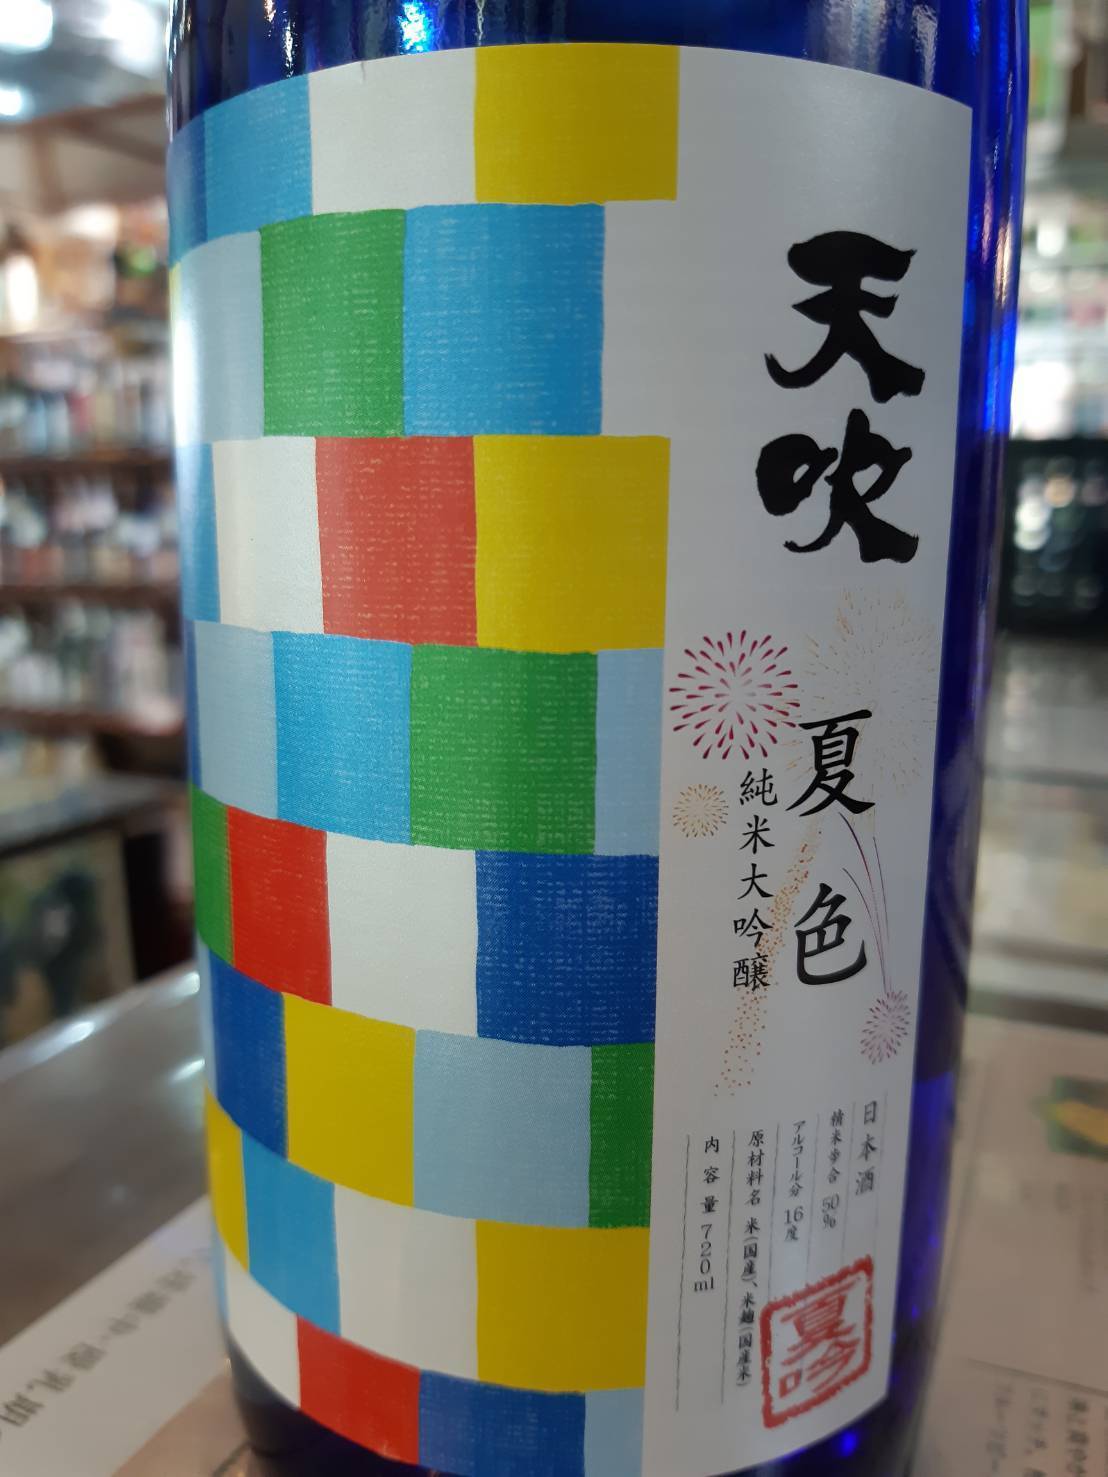 天吹
夏色
純米大吟醸
日本酒
精米歩合 50%
アルコール分 16度
原材料名 米(国産)、米麹(国産米)
内容量 720ml
夏吟